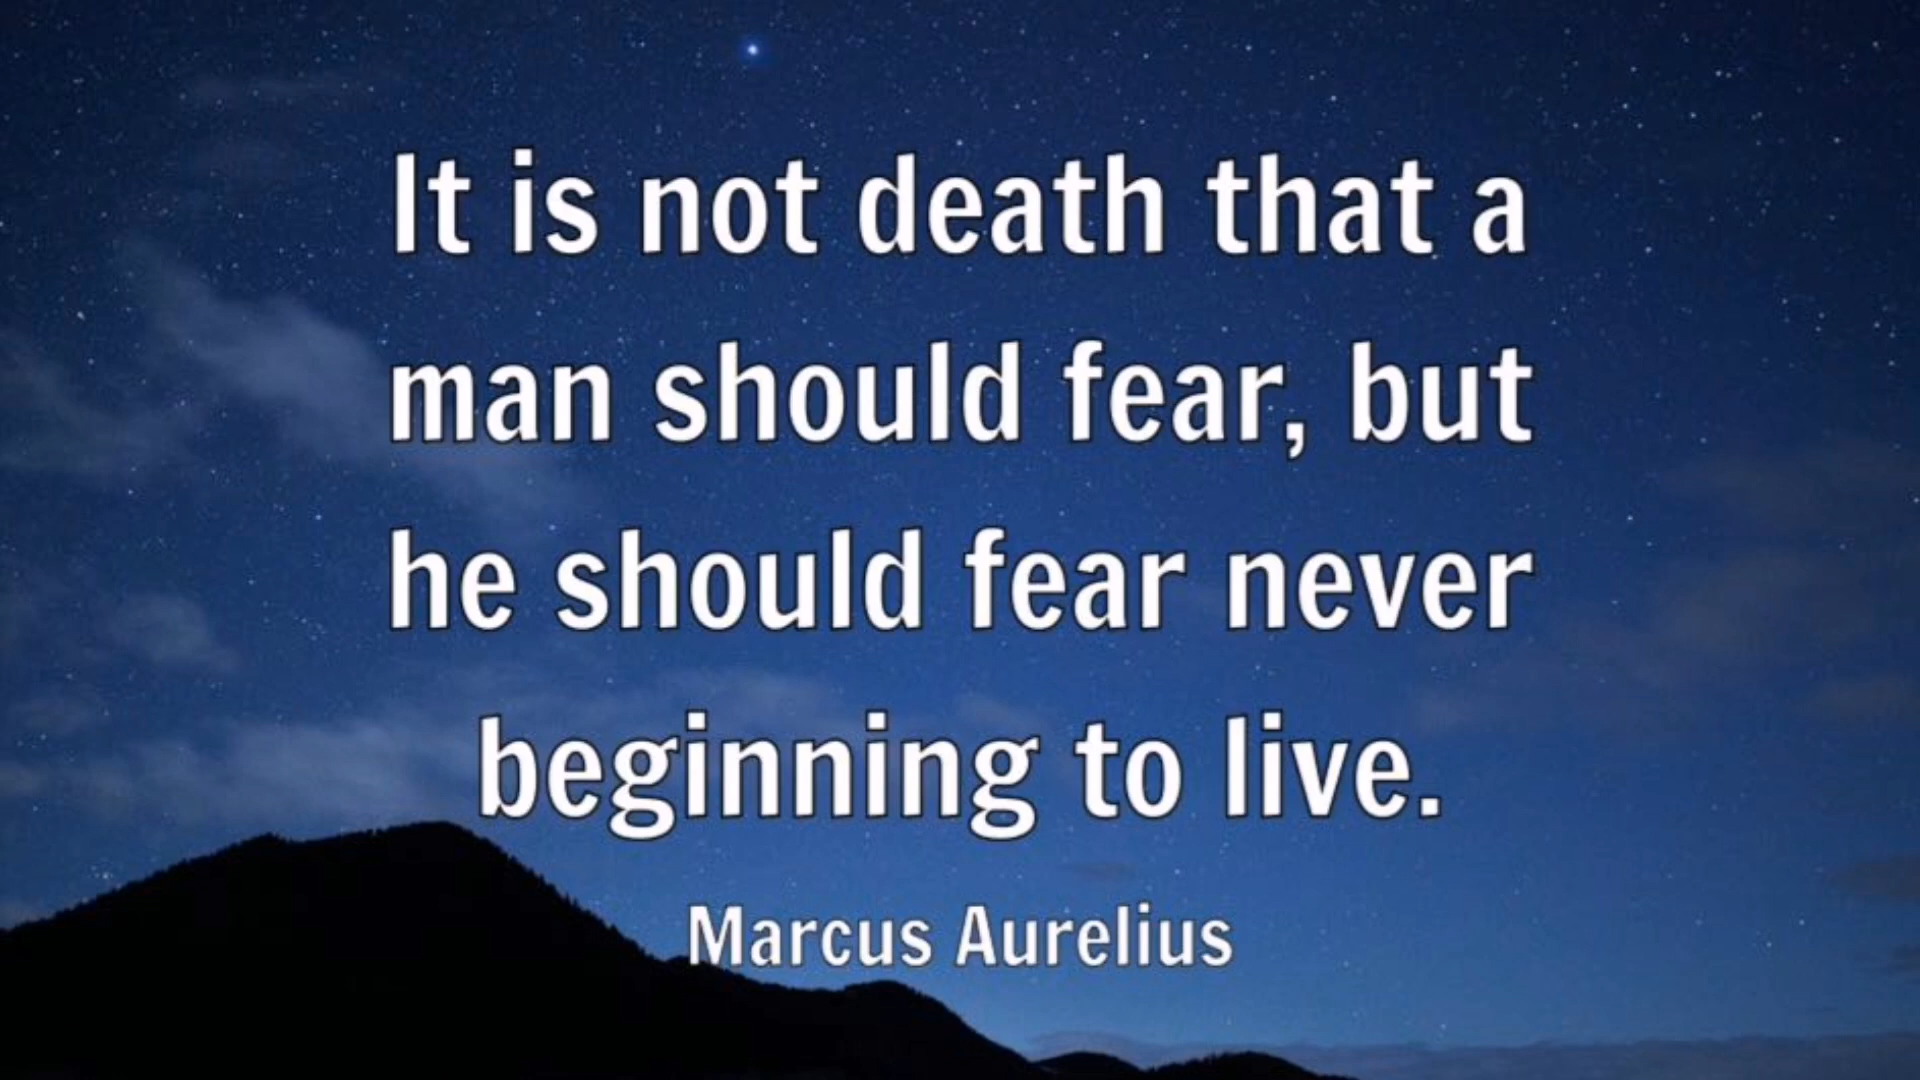 It is not death that a
man should fear, but
he should fear never
beginning to live.
Marcus Aurelius